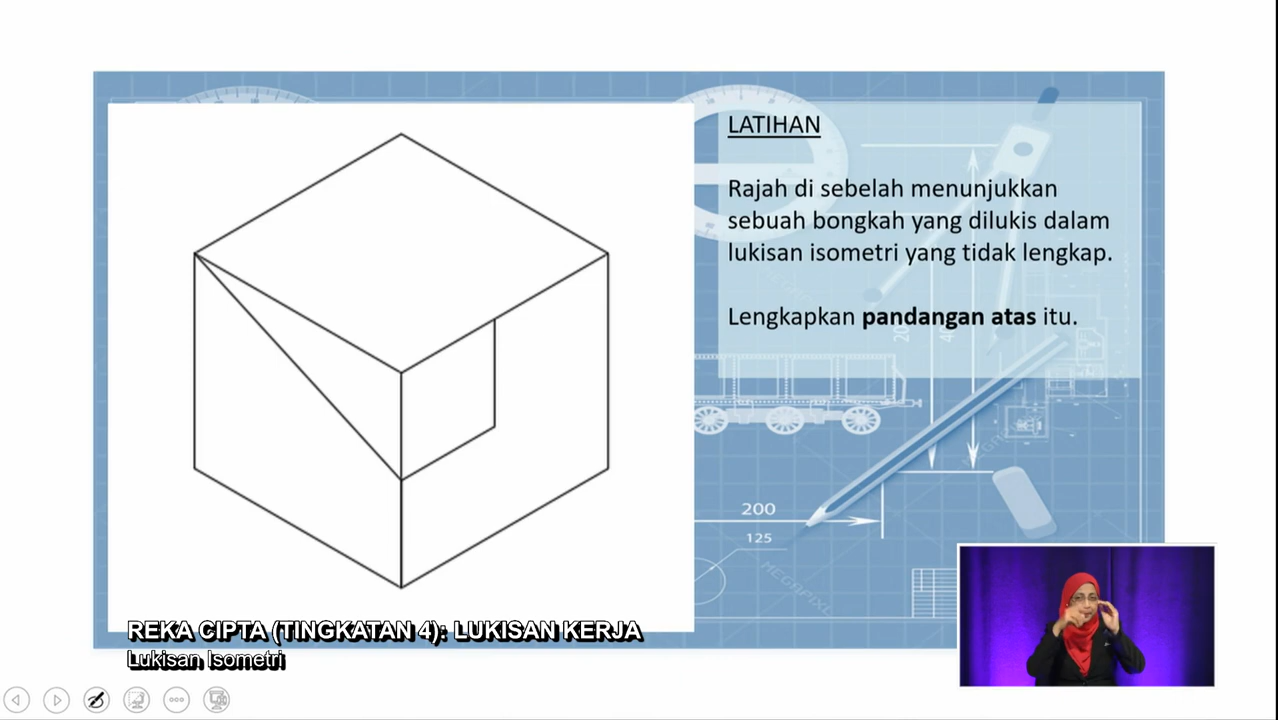 LATIHAN
Rajah di sebelah menunjukkan
sebuah bongkah yang dilukis dalam
lukisan isometri yang tidak lengkap.
Lengkapkan pandangan atas itu.
200
125
MEGAPIXL
REKA CIPTA (TINGKATAN 4): LUKISAN KERJA
Lukisan Isometri